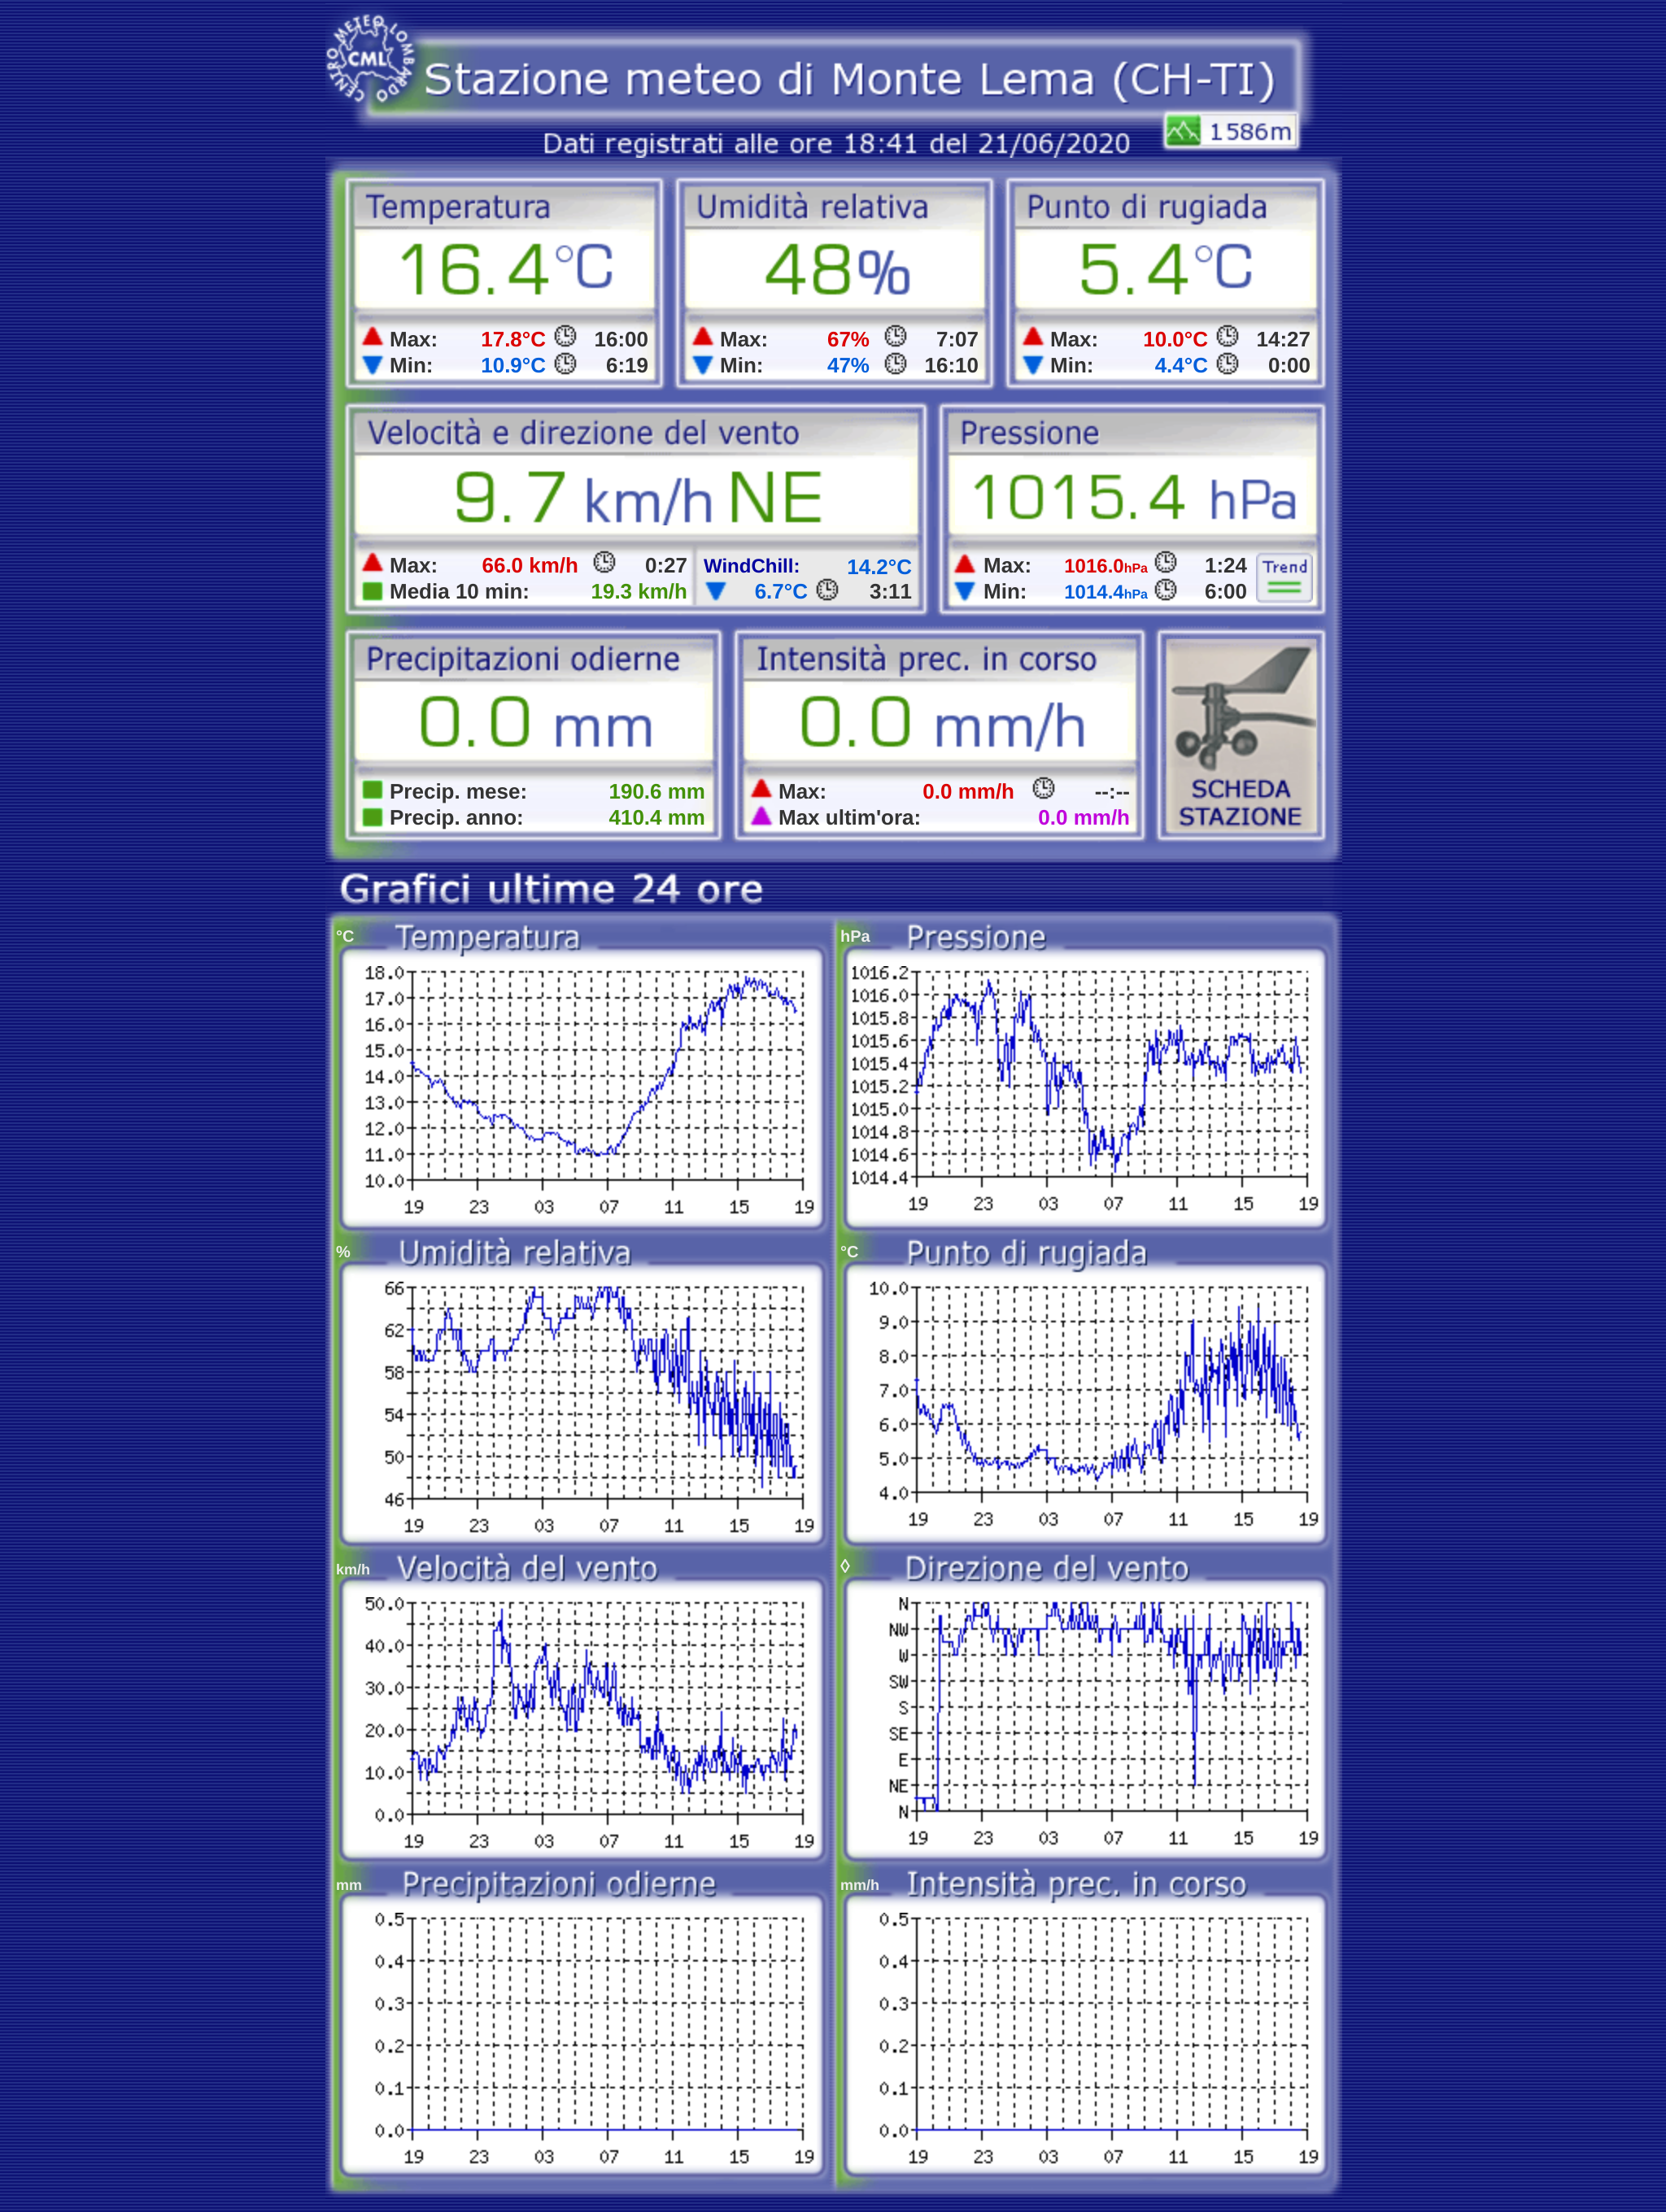 CENTRO METEO LOMBARDO
CML
Stazione meteo di Monte Lema (CH-TI)
1586m
Dati registrati alle ore 18:41 del 21/06/2020
Temperatura
16.4°C
Max: 17.8°C 16:00
Min: 10.9°C 6:19
Umidità relativa
48%
Max: 67% 7:07
Min: 47% 16:10
Punto di rugiada
5.4°C
Max: 10.0°C 14:27
Min: 4.4°C 0:00
Velocità e direzione del vento
9.7 km/h NE
Max: 66.0 km/h 0:27
Media 10 min: 19.3 km/h
WindChill: 14.2°C
6.7°C 3:11
Pressione
1015.4 hPa
Max: 1016.0hPa 1:24
Min: 1014.4hPa 6:00
Trend
Precipitazioni odierne
0.0 mm
Precip. mese: 190.6 mm
Precip. anno: 410.4 mm
Intensità prec. in corso
0.0 mm/h
Max: 0.0 mm/h --:--
Max ultim'ora: 0.0 mm/h
SCHEDA
STAZIONE
Grafici ultime 24 ore
°C Temperatura
18.0
17.0
16.0
15.0
14.0
13.0
12.0
11.0
10.0
19 23 03 07 11 15 19
hPa Pressione
1016.2
1016.0
1015.8
1015.6
1015.4
1015.2
1015.0
1014.8
1014.6
1014.4
19 23 03 07 11 15 19
% Umidità relativa
66
62
58
54
50
46
19 23 03 07 11 15 19
°C Punto di rugiada
10.0
9.0
8.0
7.0
6.0
5.0
4.0
19 23 03 07 11 15 19
km/h Velocità del vento
50.0
40.0
30.0
20.0
10.0
0.0
19 23 03 07 11 15 19
◊ Direzione del vento
N
NW
W
SW
S
SE
E
NE
N
19 23 03 07 11 15 19
mm Precipitazioni odierne
0.5
0.4
0.3
0.2
0.1
0.0
19 23 03 07 11 15 19
mm/h Intensità prec. in corso
0.5
0.4
0.3
0.2
0.1
0.0
19 23 03 07 11 15 19